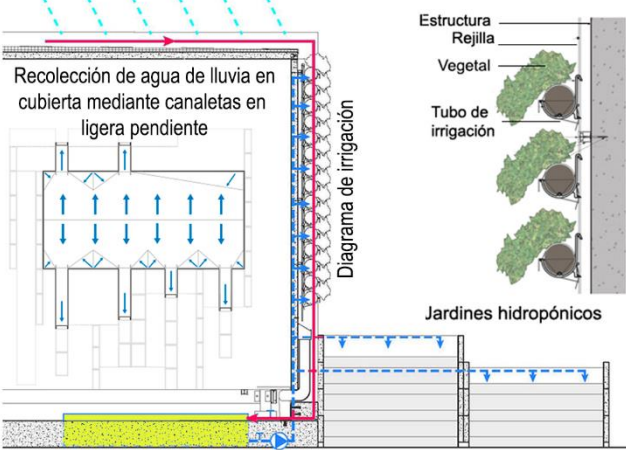 Recolección de agua de lluvia en
cubierta mediante canaletas en
ligera pendiente
Diagrama de irrigación
Estructura
Rejilla
Vegetal
Tubo de
irrigación
Jardines hidropónicos